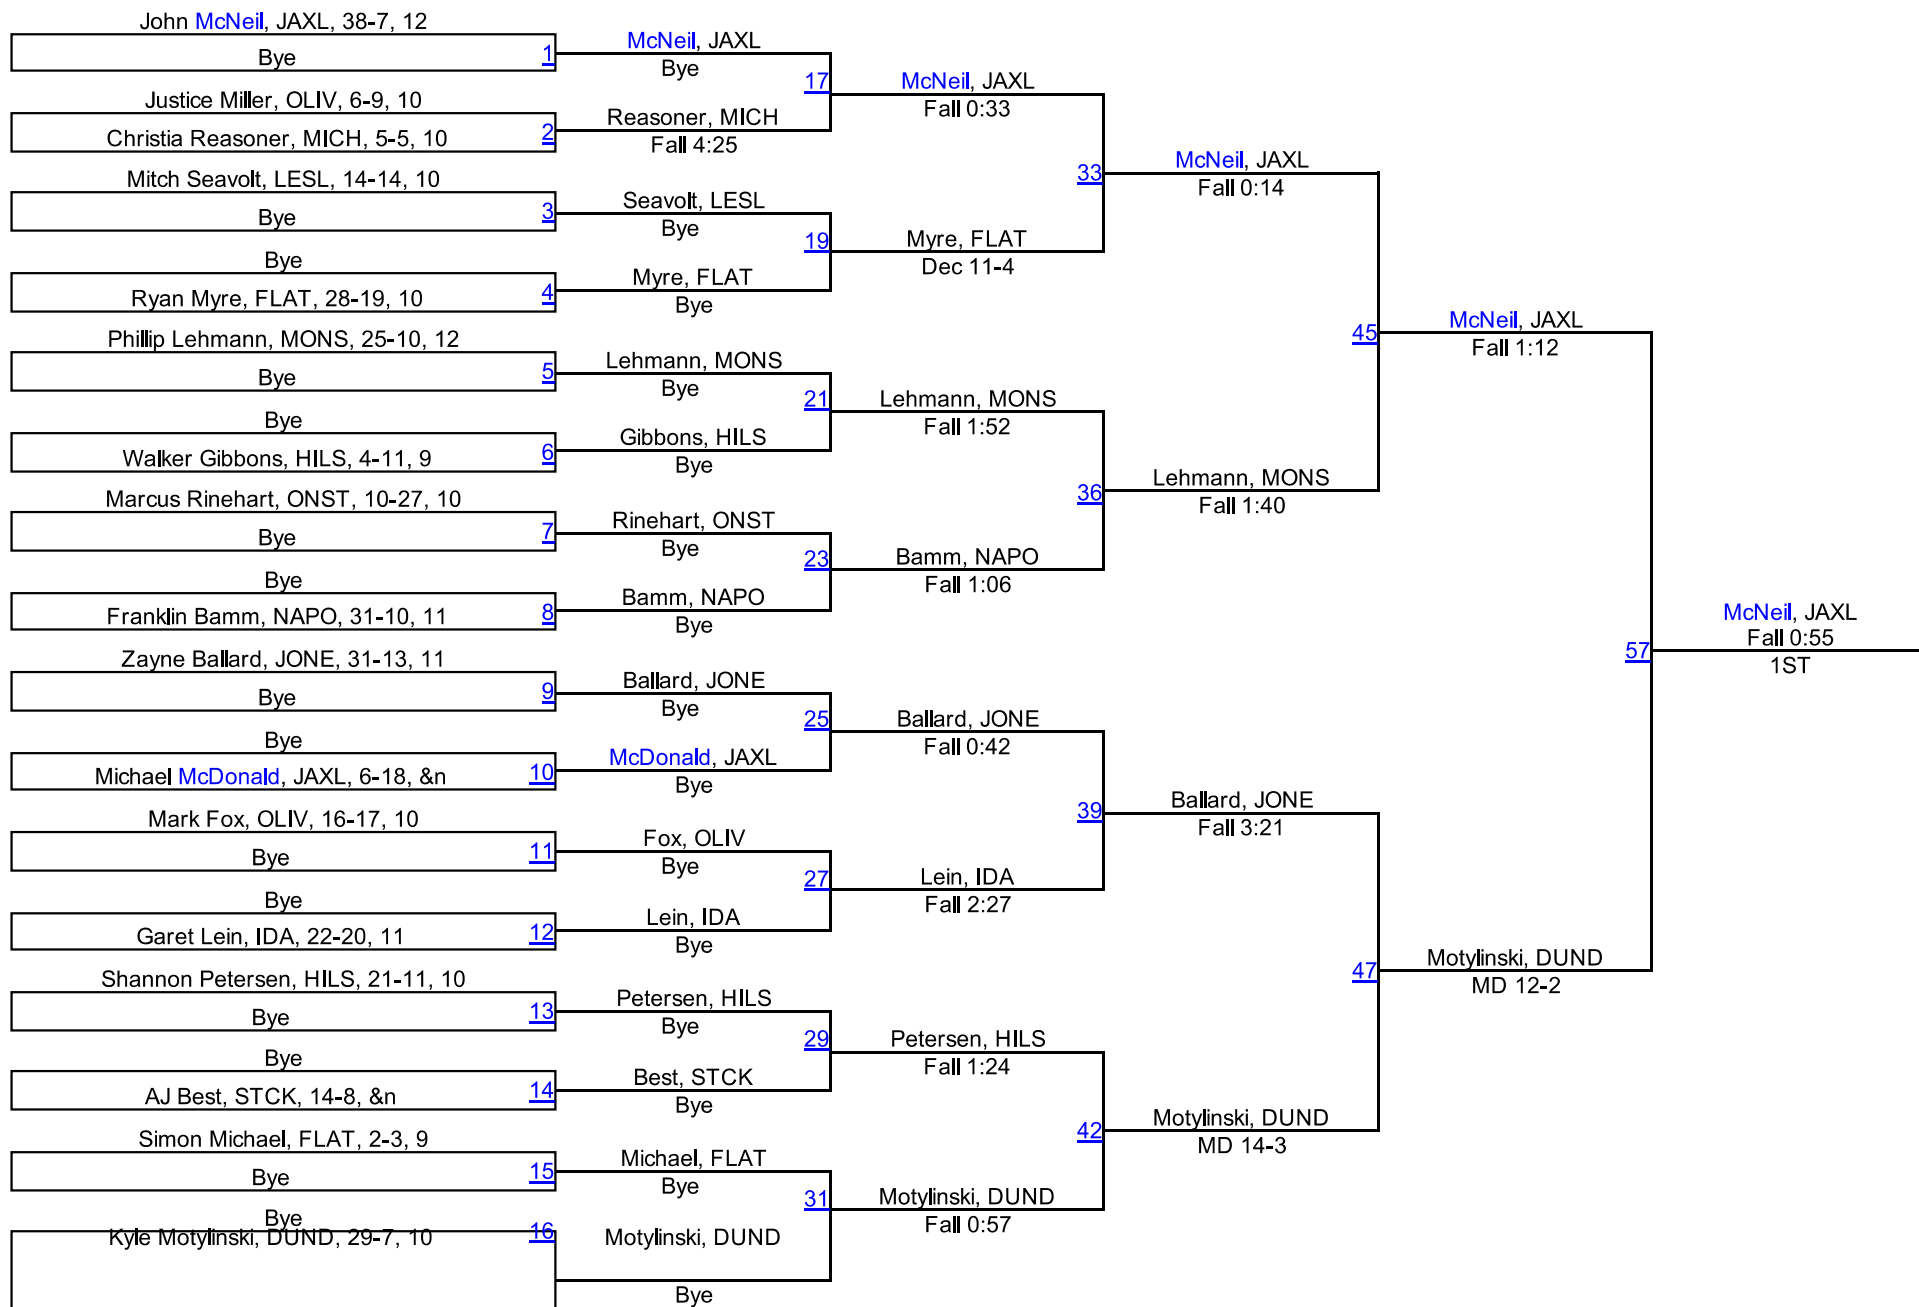 John McNeil, JAXL, 38-7, 12
Bye
1
Justice Miller, OLIV, 6-9, 10
Christia Reasoner, MICH, 5-5, 10
2
Mitch Seavolt, LESL, 14-14, 10
Bye
3
Bye
Ryan Myre, FLAT, 28-19, 10
4
Phillip Lehmann, MONS, 25-10, 12
Bye
5
Bye
Walker Gibbons, HILS, 4-11, 9
6
Marcus Rinehart, ONST, 10-27, 10
Bye
7
Bye
Franklin Bamm, NAPO, 31-10, 11
8
Zayne Ballard, JONE, 31-13, 11
Bye
9
Bye
Michael McDonald, JAXL, 6-18, &n
10
Mark Fox, OLIV, 16-17, 10
Bye
11
Bye
Garet Lein, IDA, 22-20, 11
12
Shannon Petersen, HILS, 21-11, 10
Bye
13
Bye
AJ Best, STCK, 14-8, &n
14
Simon Michael, FLAT, 2-3, 9
Bye
15
Bye
Kyle Motylinski, DUND, 29-7, 10
16
McNeil, JAXL
Bye
17
Reasoner, MICH
Fall 4:25
Seavolt, LESL
Bye
19
Myre, FLAT
Bye
Lehmann, MONS
Bye
21
Gibbons, HILS
Bye
Rinehart, ONST
Bye
23
Bamm, NAPO
Bye
Ballard, JONE
Bye
25
McDonald, JAXL
Bye
Fox, OLIV
Bye
27
Lein, IDA
Bye
Petersen, HILS
Bye
29
Best, STCK
Bye
Michael, FLAT
Bye
31
Motylinski, DUND
Bye
McNeil, JAXL
Fall 0:33
33
Myre, FLAT
Dec 11-4
Lehmann, MONS
Fall 1:52
36
Bamm, NAPO
Fall 1:06
Ballard, JONE
Fall 0:42
39
Lein, IDA
Fall 2:27
Petersen, HILS
Fall 1:24
42
Motylinski, DUND
Fall 0:57
McNeil, JAXL
Fall 0:14
45
Lehmann, MONS
Fall 1:40
Ballard, JONE
Fall 3:21
47
Motylinski, DUND
MD 14-3
McNeil, JAXL
Fall 1:12
57
Motylinski, DUND
MD 12-2
McNeil, JAXL
Fall 0:55
1ST